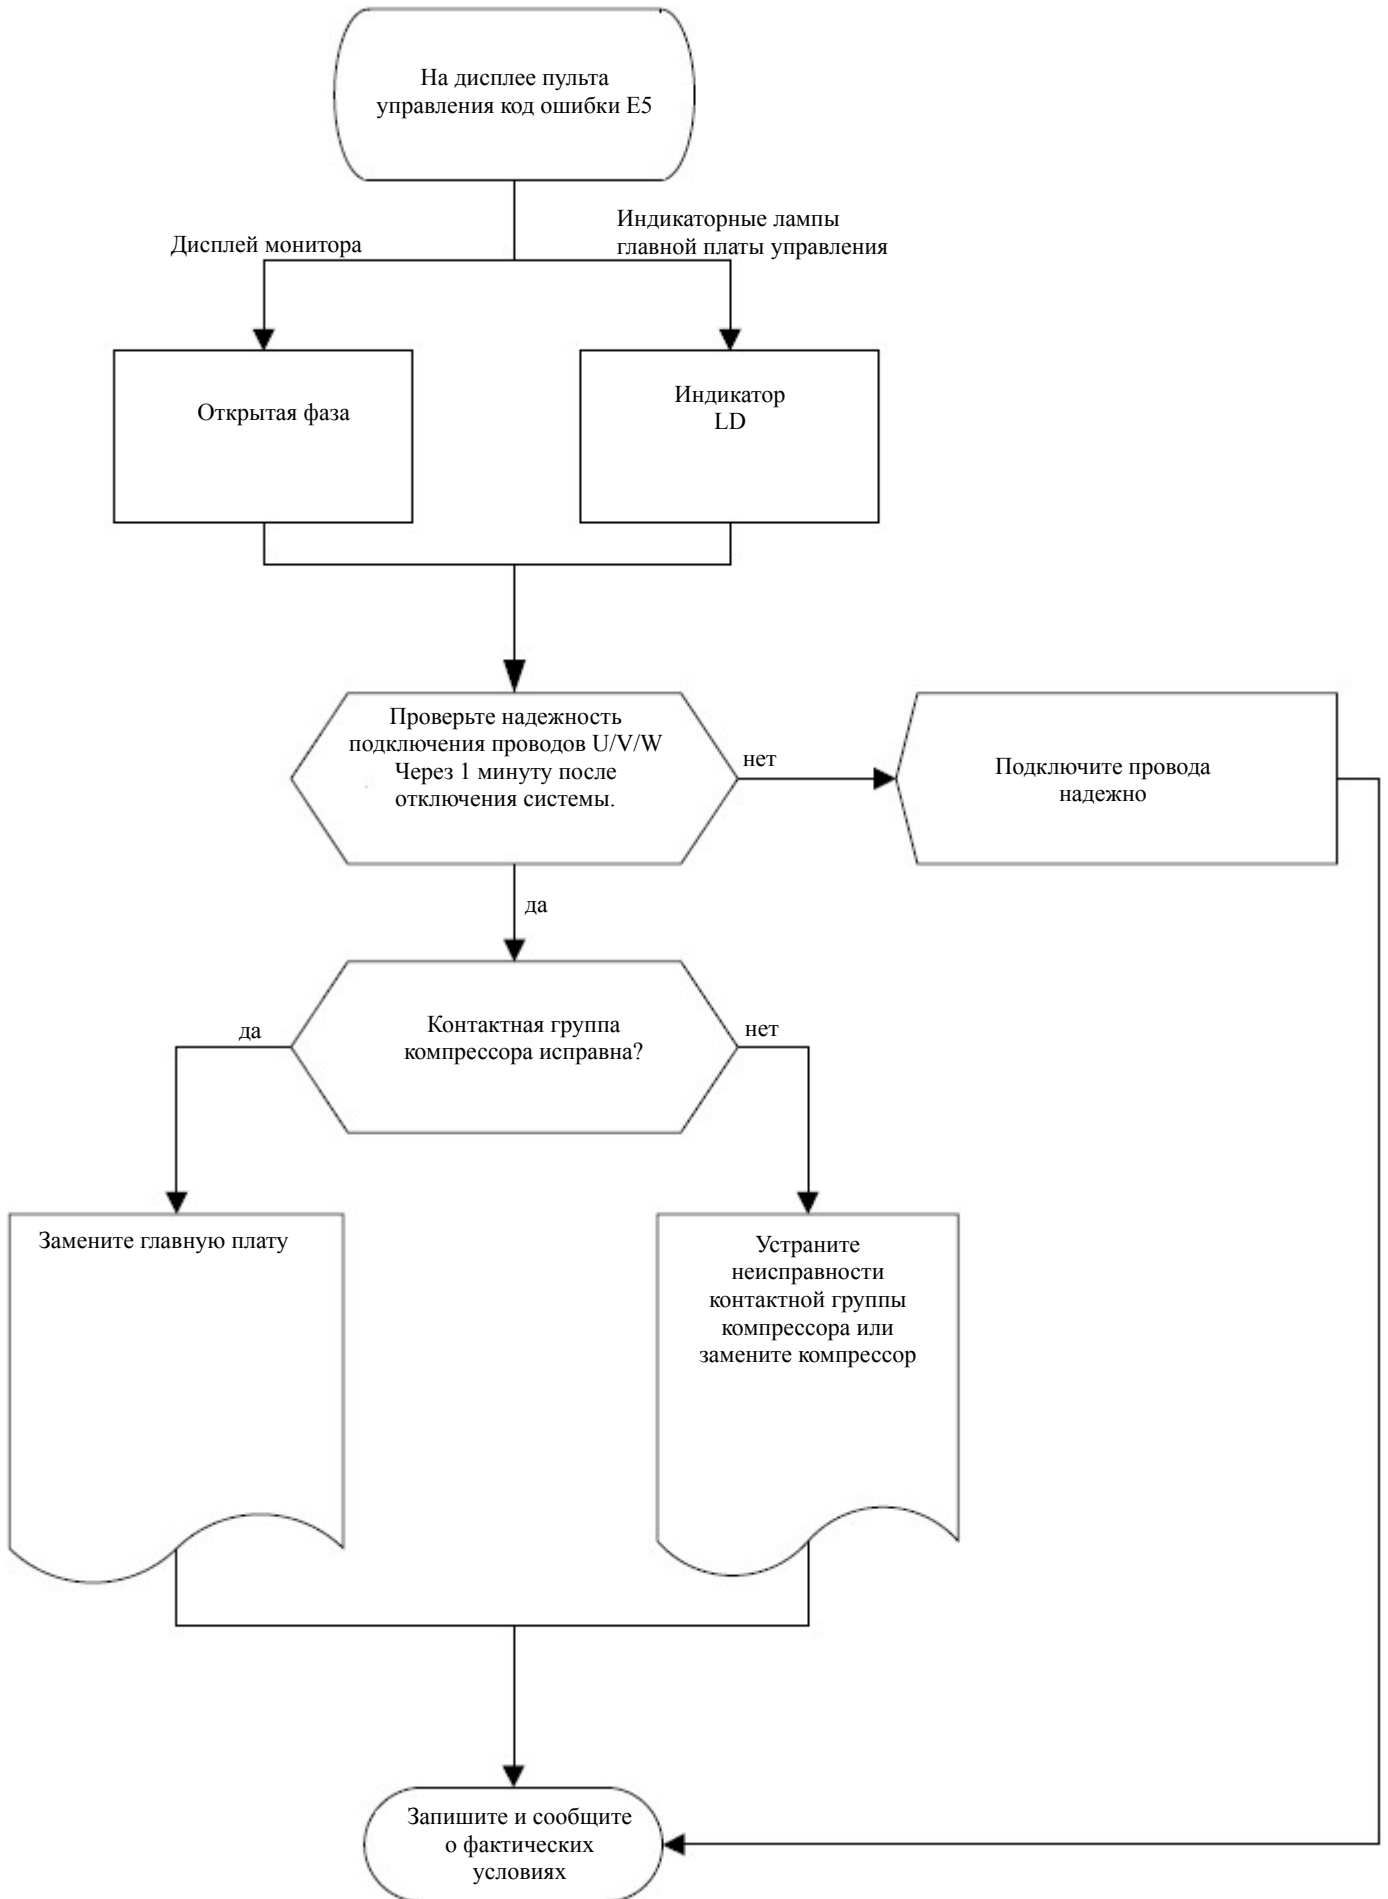 На дисплее пульта
управления код ошибки E5
Индикаторные лампы
главной платы управления
Дисплей монитора
Открытая фаза
Индикатор
LD
Проверьте надежность
подключения проводов U/V/W
Через 1 минуту после
отключения системы.
нет
Подключите провода
надежно
да
Контактная группа
компрессора исправна?
да
нет
Замените главную плату
Устраните
неисправности
контактной группы
компрессора или
замените компрессор
Запишите и сообщите
о фактических
условиях